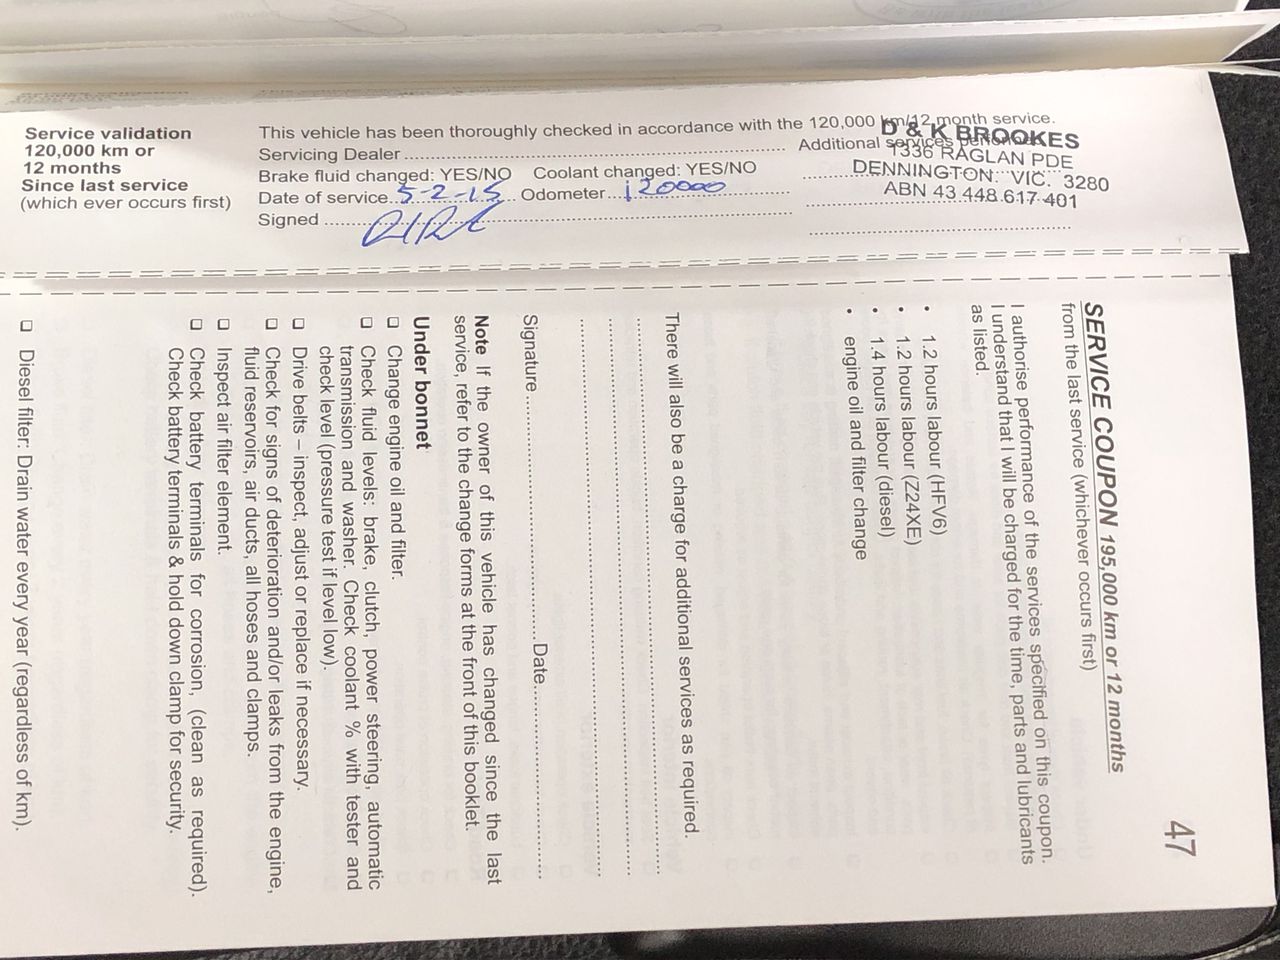 Service validation
120,000 km or
12 months
Since last service
(which ever occurs first)
This vehicle has been thoroughly checked in accordance with the 120,000 km/12 month service.
Servicing Dealer
Additional services performed
Brake fluid changed: YES/NO Coolant changed: YES/NO
Date of service 5-2-15 Odometer 120000
Signed
D & K BROOKES
1336 RAGLAN PDE
DENNINGTON. VIC. 3280
ABN 43 448 617 401
47
SERVICE COUPON 195,000 km or 12 months
from the last service (whichever occurs first)
I authorise performance of the services specified on this coupon.
I understand that I will be charged for the time, parts and lubricants
as listed.
• 1.2 hours labour (HFV6)
• 1.2 hours labour (Z24XE)
• 1.4 hours labour (diesel)
• engine oil and filter change
There will also be a charge for additional services as required.
Signature Date
Note If the owner of this vehicle has changed since the last
service, refer to the change forms at the front of this booklet.
Under bonnet
❑ Change engine oil and filter.
❑ Check fluid levels: brake, clutch, power steering, automatic
transmission and washer. Check coolant % with tester and
check level (pressure test if level low).
❑ Drive belts – inspect, adjust or replace if necessary.
❑ Check for signs of deterioration and/or leaks from the engine,
fluid reservoirs, air ducts, all hoses and clamps.
❑ Inspect air filter element.
❑ Check battery terminals for corrosion, (clean as required).
Check battery terminals & hold down clamp for security.
❑ Diesel filter: Drain water every year (regardless of km).